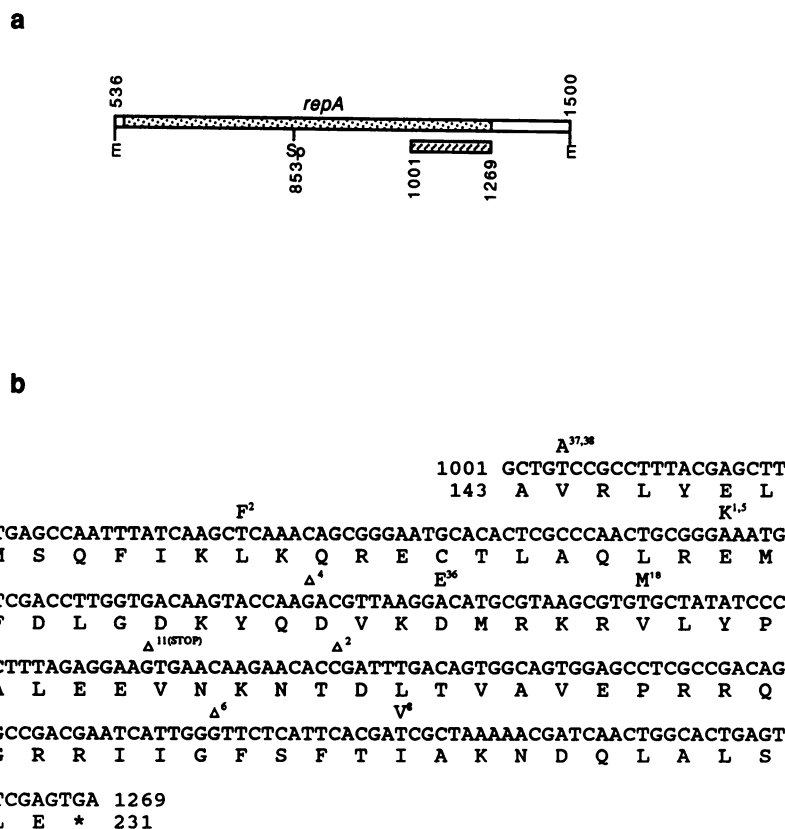 a
536
repA
1500
E
Sp
E
853
1001
1269
b
A37,38
1001 GCTGTCCGCCTTTACGAGCTT
143 A V R L Y E L
F2 K1,5
TGAGCCAATTTATCAAGCTCAAACAGCGGGAATGCACACTCGCCCAACTGCGGGAAATG
S Q F I K L K Q R E C T L A Q L R E M
Δ4 E36 M18
TCGACCTTGGTGACAAGTACCAAGACGTTAAGGACATGCGTAAGCGTGTGCTATATCCC
D L G D K Y Q D V K D M R K R V L Y P
Δ11(STOP) Δ2
CTTTAGAGGAAGTGAACAAGAACACCGATTTGACAGTGGCAGTGGAGCCTCGCCGACAG
L E E V N K N T D L T V A V E P R R Q
Δ6 V8
GCCGACGAATCATTGGGTTCTCATTCACGATCGCTAAAAACGATCAACTGGCACTGAGT
R R I I G F S F T I A K N D Q L A L S
TCGAGTGA 1269
E * 231